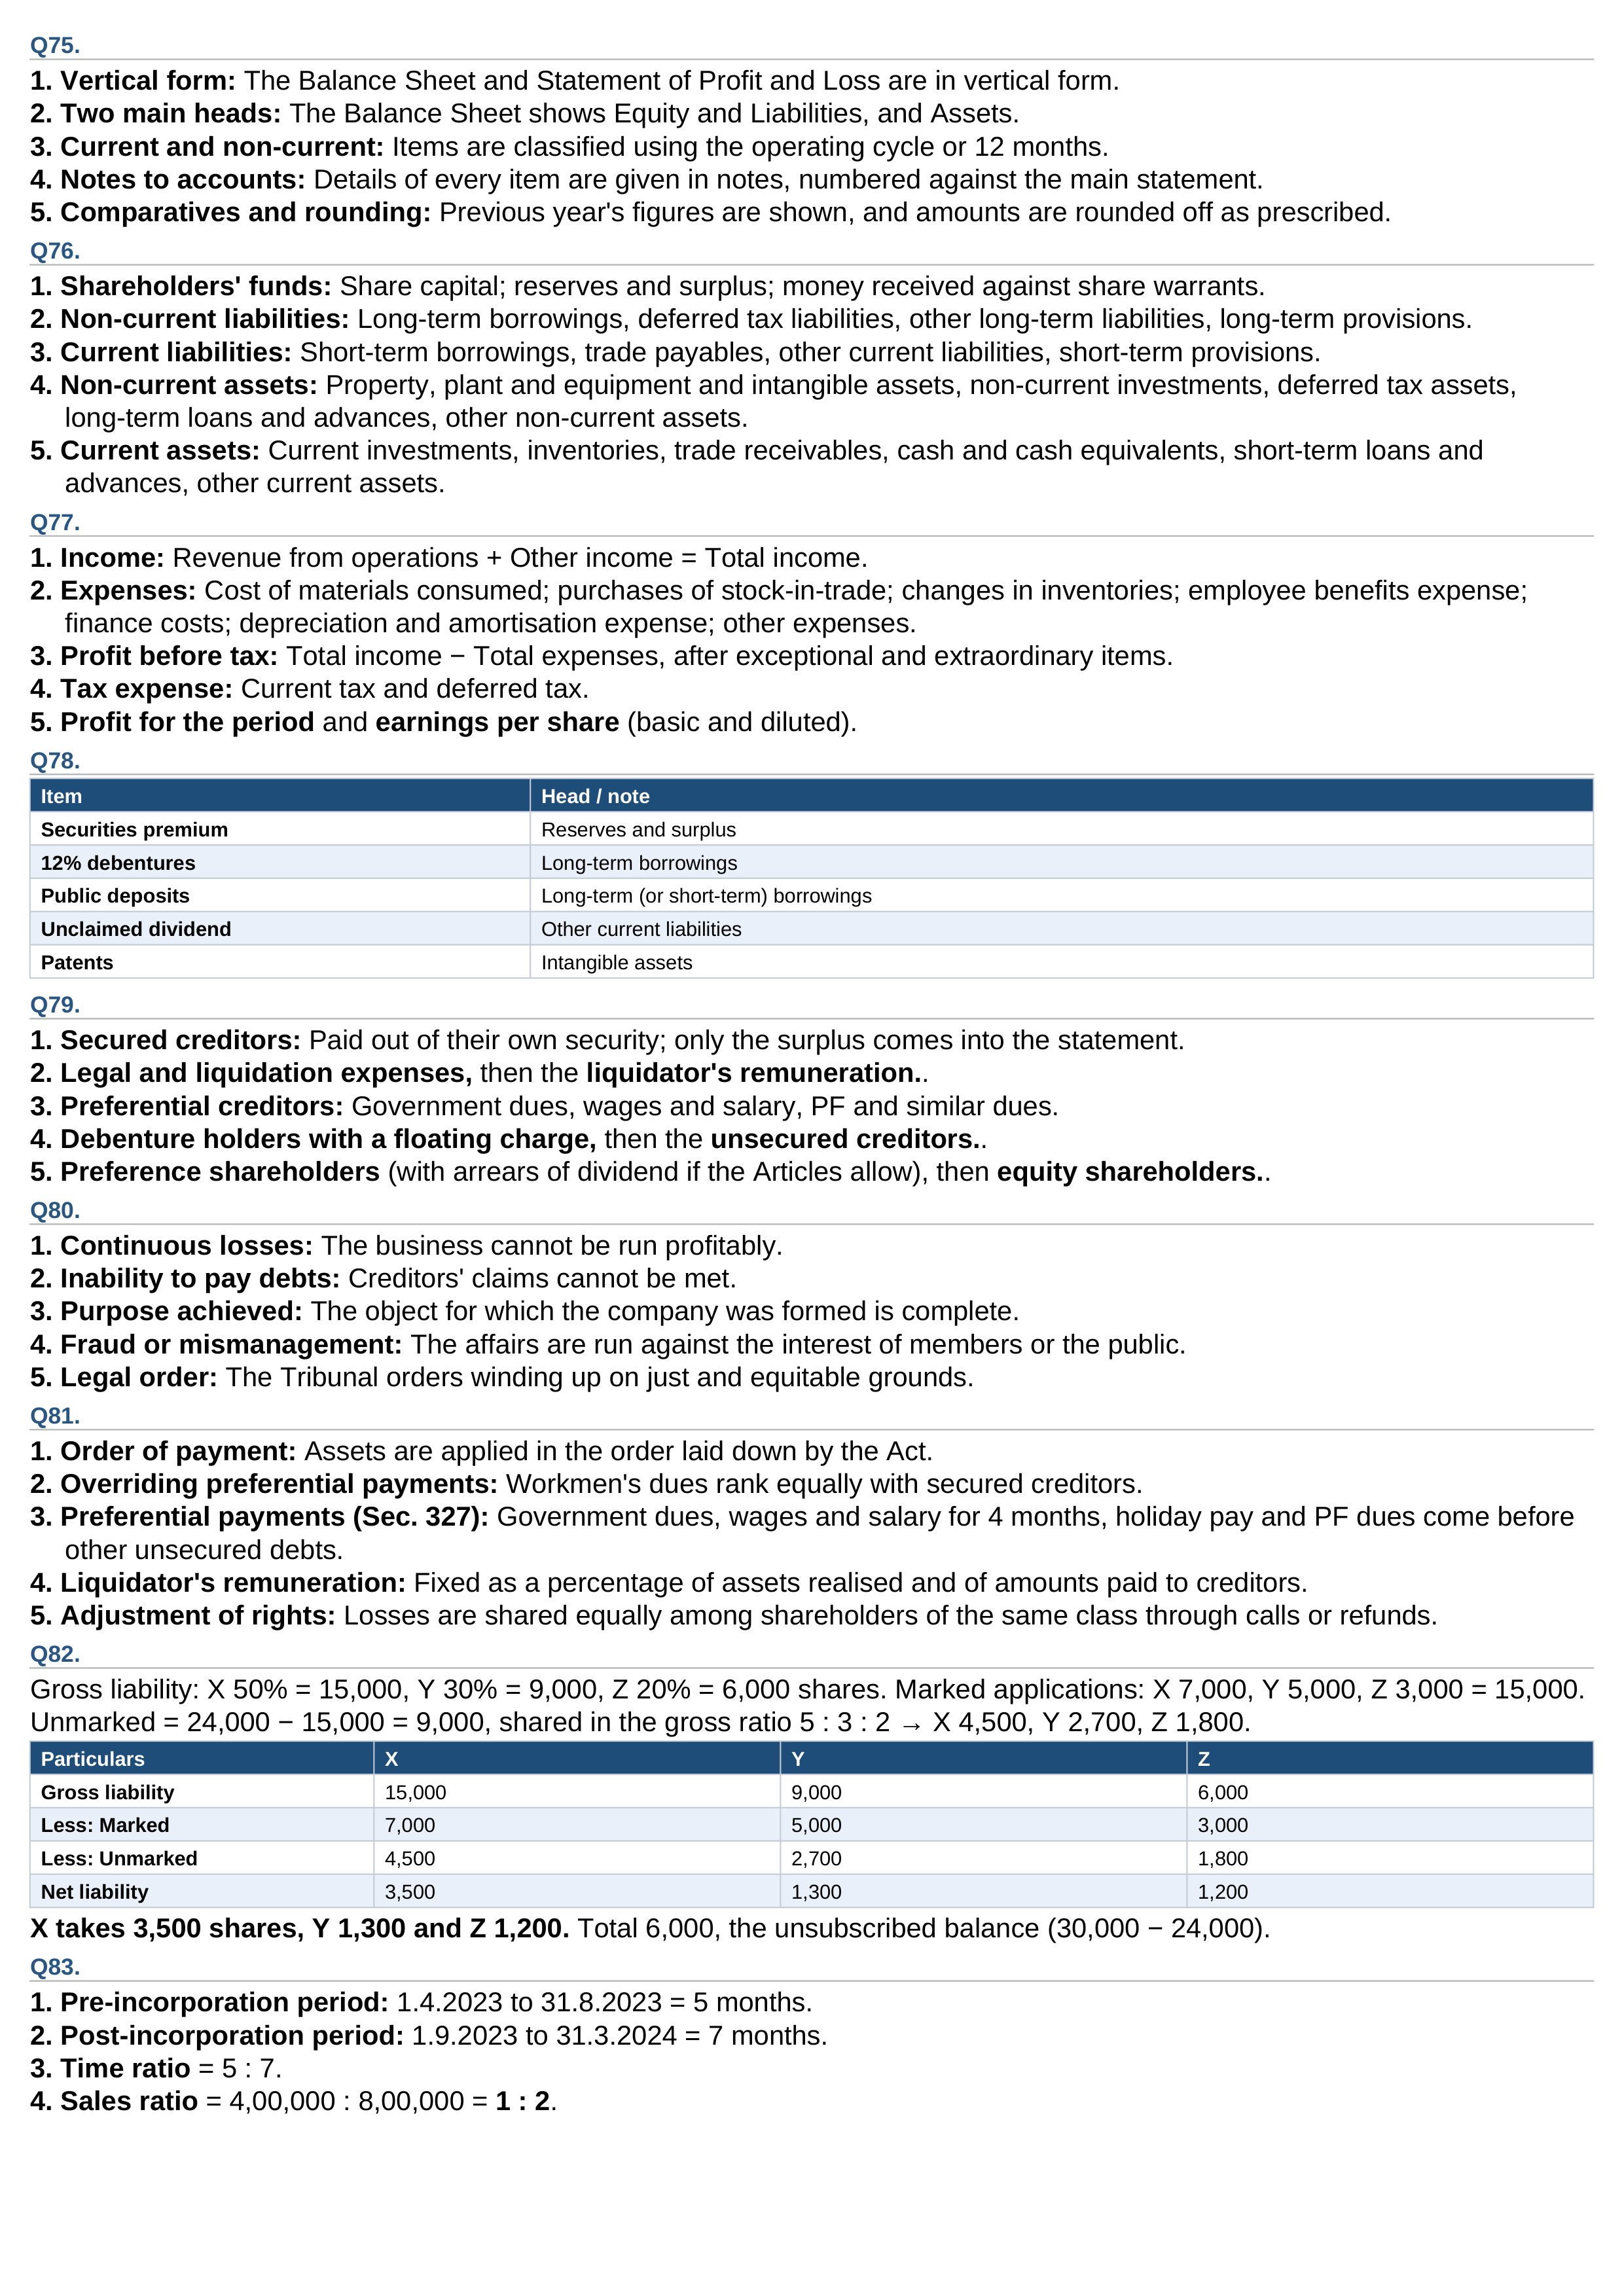 Q75.
1. Vertical form: The Balance Sheet and Statement of Profit and Loss are in vertical form.
2. Two main heads: The Balance Sheet shows Equity and Liabilities, and Assets.
3. Current and non-current: Items are classified using the operating cycle or 12 months.
4. Notes to accounts: Details of every item are given in notes, numbered against the main statement.
5. Comparatives and rounding: Previous year's figures are shown, and amounts are rounded off as prescribed.
Q76.
1. Shareholders' funds: Share capital; reserves and surplus; money received against share warrants.
2. Non-current liabilities: Long-term borrowings, deferred tax liabilities, other long-term liabilities, long-term provisions.
3. Current liabilities: Short-term borrowings, trade payables, other current liabilities, short-term provisions.
4. Non-current assets: Property, plant and equipment and intangible assets, non-current investments, deferred tax assets,
long-term loans and advances, other non-current assets.
5. Current assets: Current investments, inventories, trade receivables, cash and cash equivalents, short-term loans and
advances, other current assets.
Q77.
1. Income: Revenue from operations + Other income = Total income.
2. Expenses: Cost of materials consumed; purchases of stock-in-trade; changes in inventories; employee benefits expense;
finance costs; depreciation and amortisation expense; other expenses.
3. Profit before tax: Total income − Total expenses, after exceptional and extraordinary items.
4. Tax expense: Current tax and deferred tax.
5. Profit for the period and earnings per share (basic and diluted).
Q78.
Item Head / note
Securities premium Reserves and surplus
12% debentures Long-term borrowings
Public deposits Long-term (or short-term) borrowings
Unclaimed dividend Other current liabilities
Patents Intangible assets
Q79.
1. Secured creditors: Paid out of their own security; only the surplus comes into the statement.
2. Legal and liquidation expenses, then the liquidator's remuneration..
3. Preferential creditors: Government dues, wages and salary, PF and similar dues.
4. Debenture holders with a floating charge, then the unsecured creditors..
5. Preference shareholders (with arrears of dividend if the Articles allow), then equity shareholders..
Q80.
1. Continuous losses: The business cannot be run profitably.
2. Inability to pay debts: Creditors' claims cannot be met.
3. Purpose achieved: The object for which the company was formed is complete.
4. Fraud or mismanagement: The affairs are run against the interest of members or the public.
5. Legal order: The Tribunal orders winding up on just and equitable grounds.
Q81.
1. Order of payment: Assets are applied in the order laid down by the Act.
2. Overriding preferential payments: Workmen's dues rank equally with secured creditors.
3. Preferential payments (Sec. 327): Government dues, wages and salary for 4 months, holiday pay and PF dues come before
other unsecured debts.
4. Liquidator's remuneration: Fixed as a percentage of assets realised and of amounts paid to creditors.
5. Adjustment of rights: Losses are shared equally among shareholders of the same class through calls or refunds.
Q82.
Gross liability: X 50% = 15,000, Y 30% = 9,000, Z 20% = 6,000 shares. Marked applications: X 7,000, Y 5,000, Z 3,000 = 15,000.
Unmarked = 24,000 − 15,000 = 9,000, shared in the gross ratio 5 : 3 : 2 → X 4,500, Y 2,700, Z 1,800.
Particulars X Y Z
Gross liability 15,000 9,000 6,000
Less: Marked 7,000 5,000 3,000
Less: Unmarked 4,500 2,700 1,800
Net liability 3,500 1,300 1,200
X takes 3,500 shares, Y 1,300 and Z 1,200. Total 6,000, the unsubscribed balance (30,000 − 24,000).
Q83.
1. Pre-incorporation period: 1.4.2023 to 31.8.2023 = 5 months.
2. Post-incorporation period: 1.9.2023 to 31.3.2024 = 7 months.
3. Time ratio = 5 : 7.
4. Sales ratio = 4,00,000 : 8,00,000 = 1 : 2.